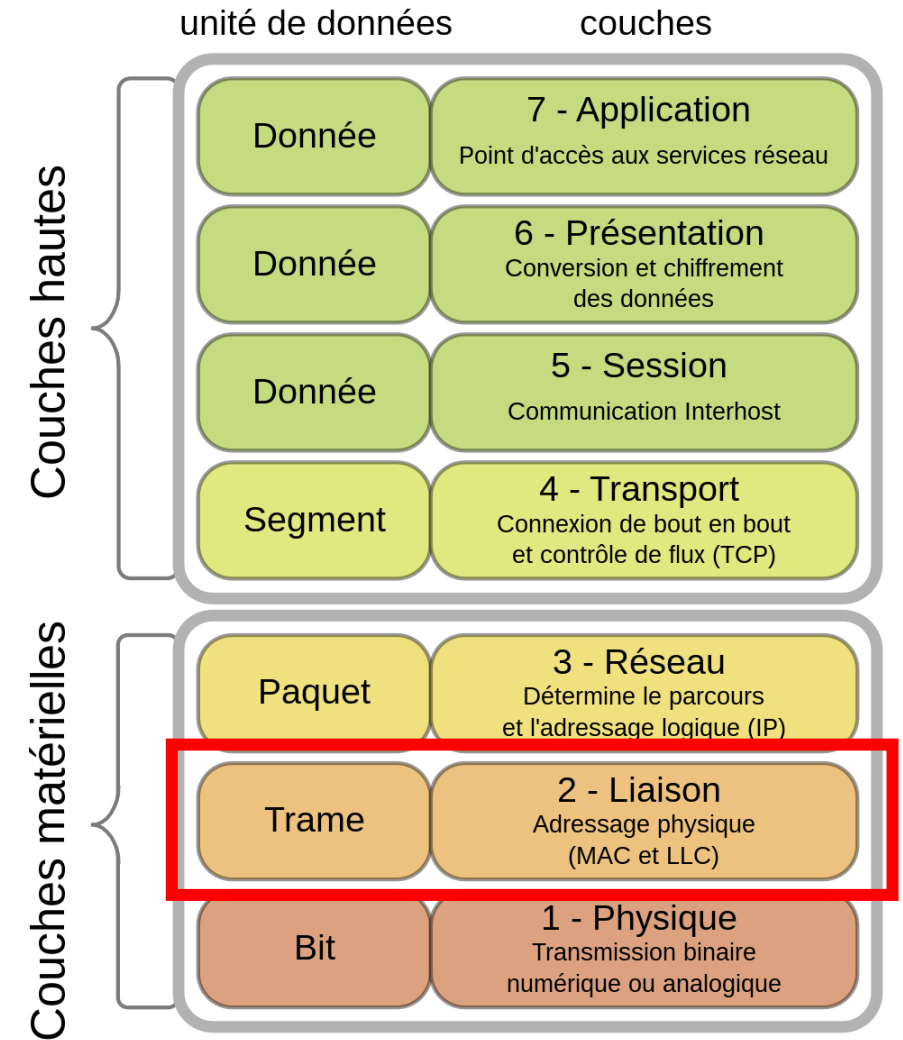 unité de données
couches
Couches hautes
Donnée
7 - Application
Point d'accès aux services réseau
Donnée
6 - Présentation
Conversion et chiffrement
des données
Donnée
5 - Session
Communication Interhost
Segment
4 - Transport
Connexion de bout en bout
et contrôle de flux (TCP)
Couches matérielles
Paquet
3 - Réseau
Détermine le parcours
et l'adressage logique (IP)
Trame
2 - Liaison
Adressage physique
(MAC et LLC)
Bit
1 - Physique
Transmission binaire
numérique ou analogique